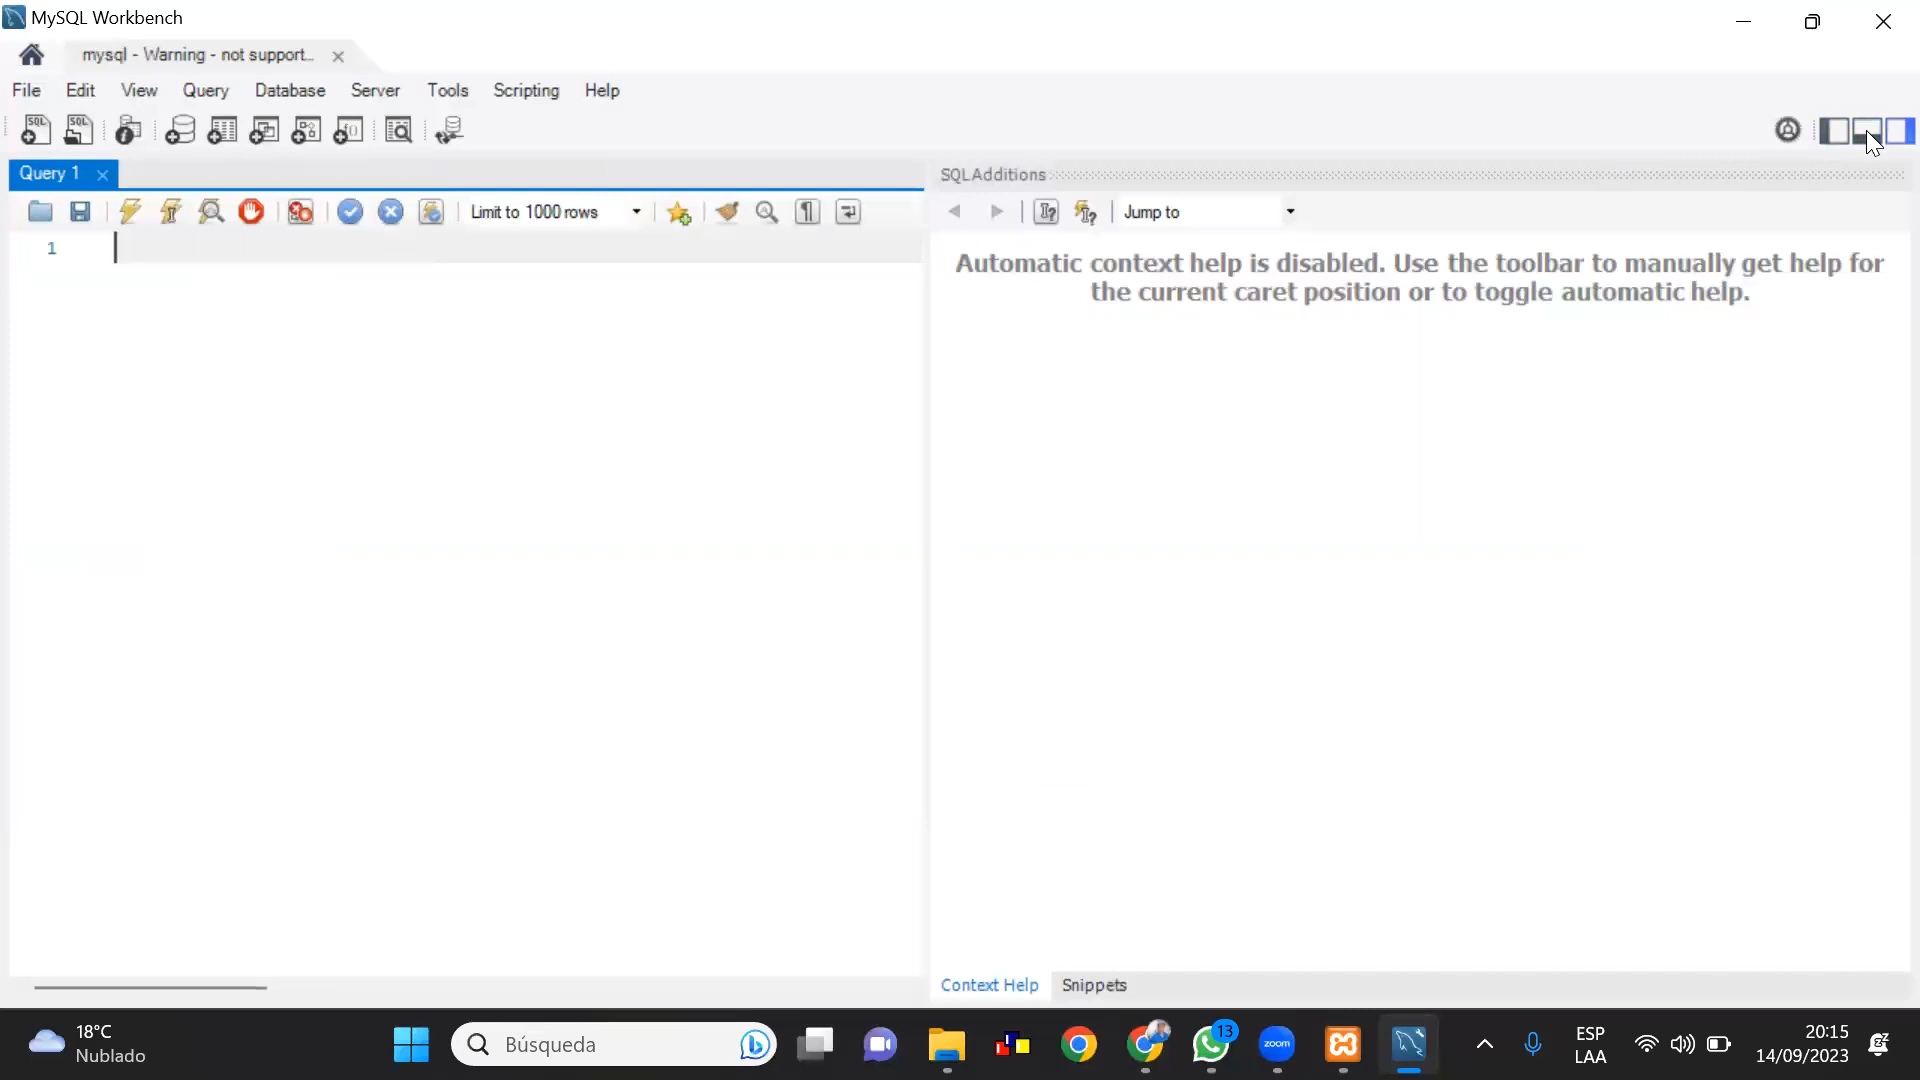 MySQL Workbench
mysql - Warning - not support...
File Edit View Query Database Server Tools Scripting Help
SQL SQL
Query 1
SQLAdditions
Limit to 1000 rows
Jump to
1
Automatic context help is disabled. Use the toolbar to manually get help for
the current caret position or to toggle automatic help.
Context Help Snippets
18°C
Nublado
Búsqueda
13
zoom
ESP
LAA
20:15
14/09/2023